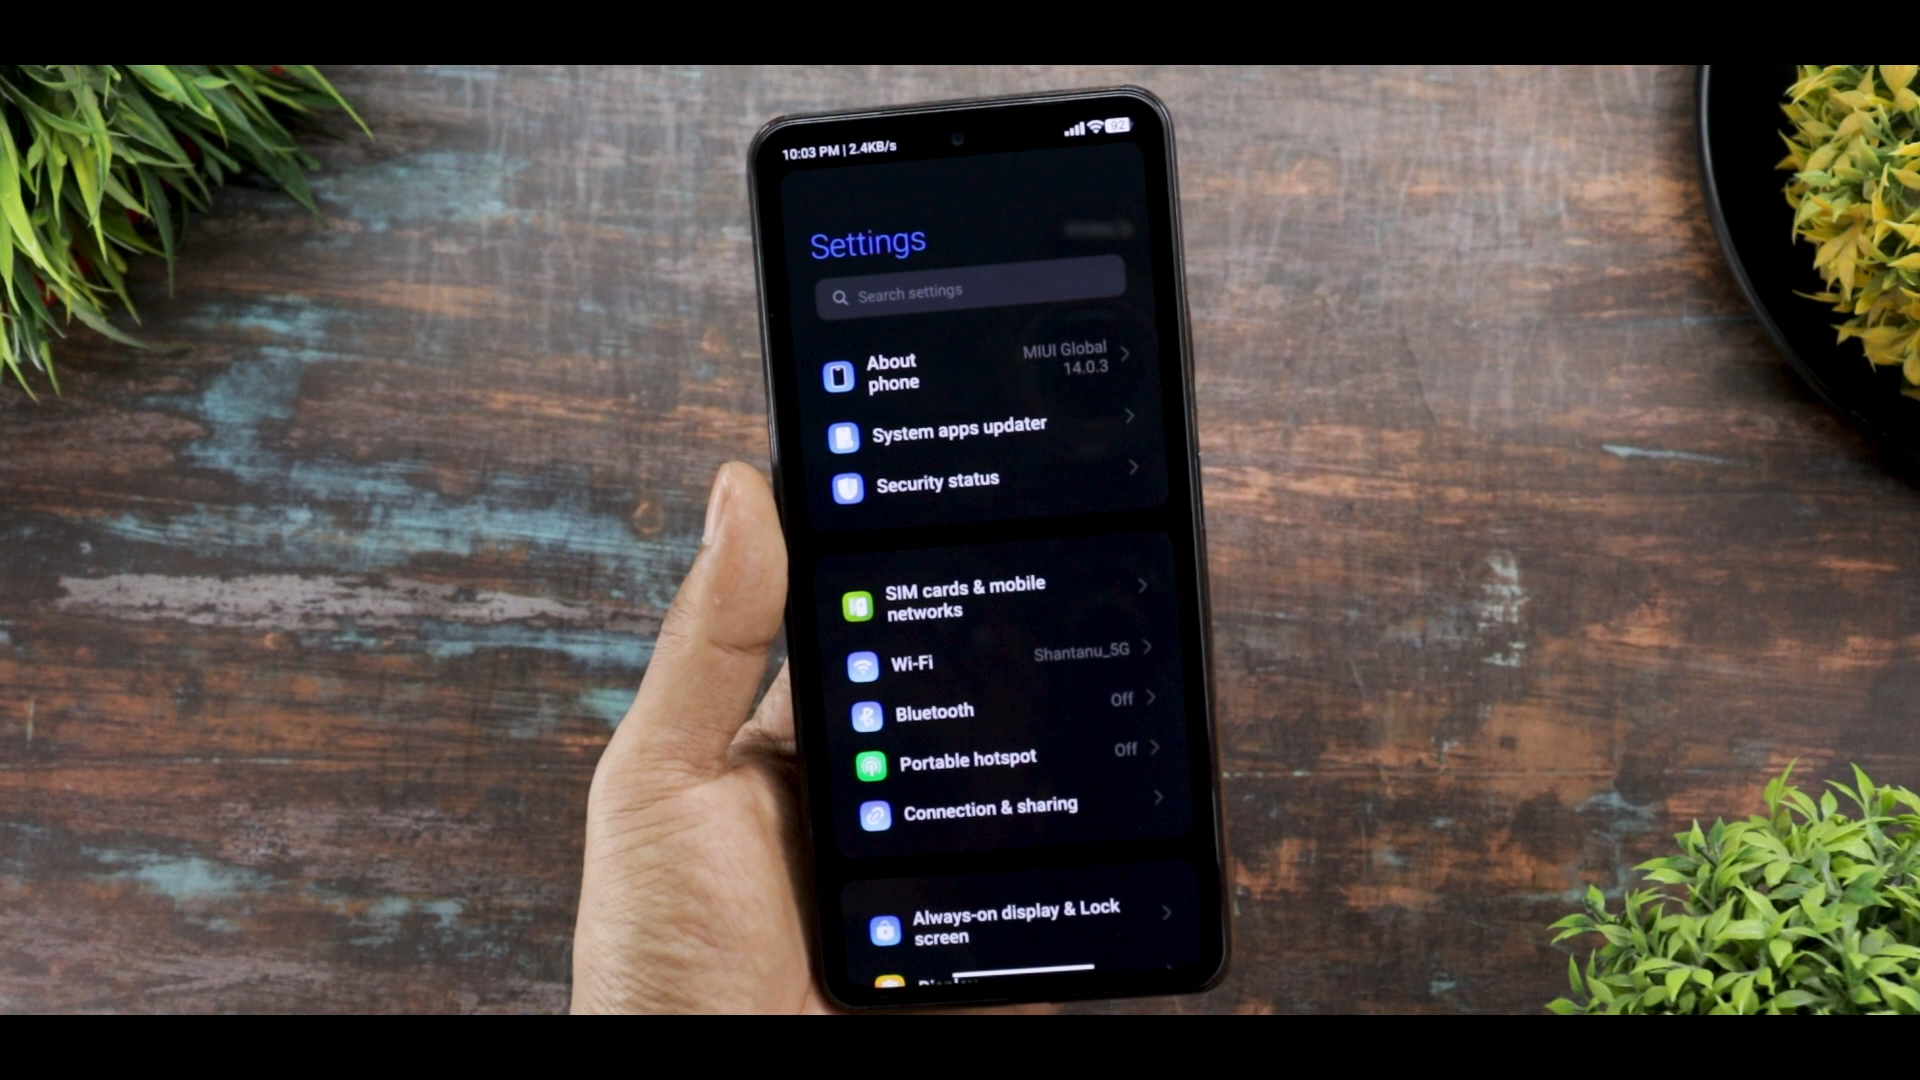 10:03 PM | 2.4KB/s
92
Settings
Search settings
About
phone
MIUI Global
14.0.3
System apps updater
Security status
SIM cards & mobile
networks
Wi-Fi
Shantanu_5G
Bluetooth
Off
Portable hotspot
Off
Connection & sharing
Always-on display & Lock
screen